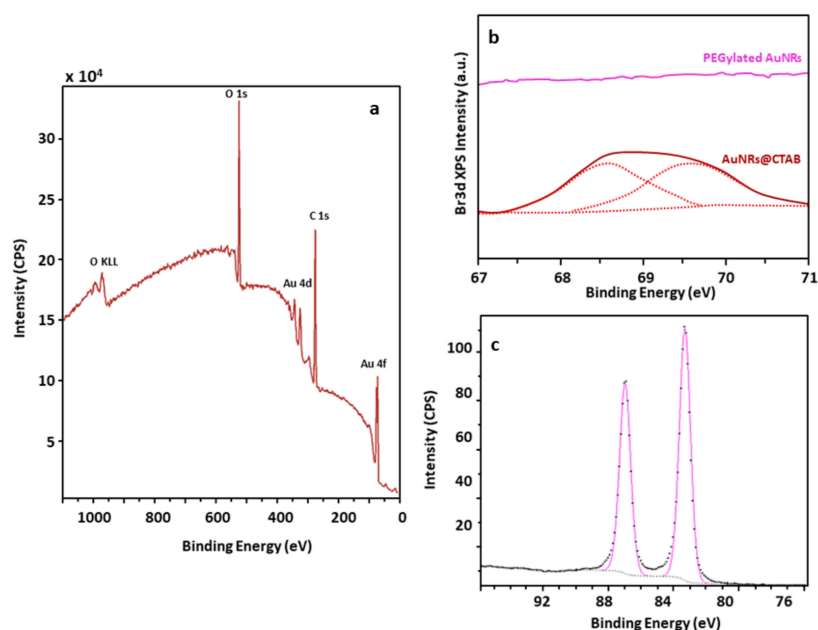 x 10⁴
O 1s
a
30
C 1s
25
O KLL
20
Au 4d
15
10
Au 4f
5
Intensity (CPS)
1000 800 600 400 200 0
Binding Energy (eV)
b
PEGylated AuNRs
AuNRs@CTAB
Br3d XPS Intensity (a.u.)
67 68 69 70 71
Binding Energy (eV)
c
100
80
60
40
20
Intensity (CPS)
92 88 84 80 76
Binding Energy (eV)